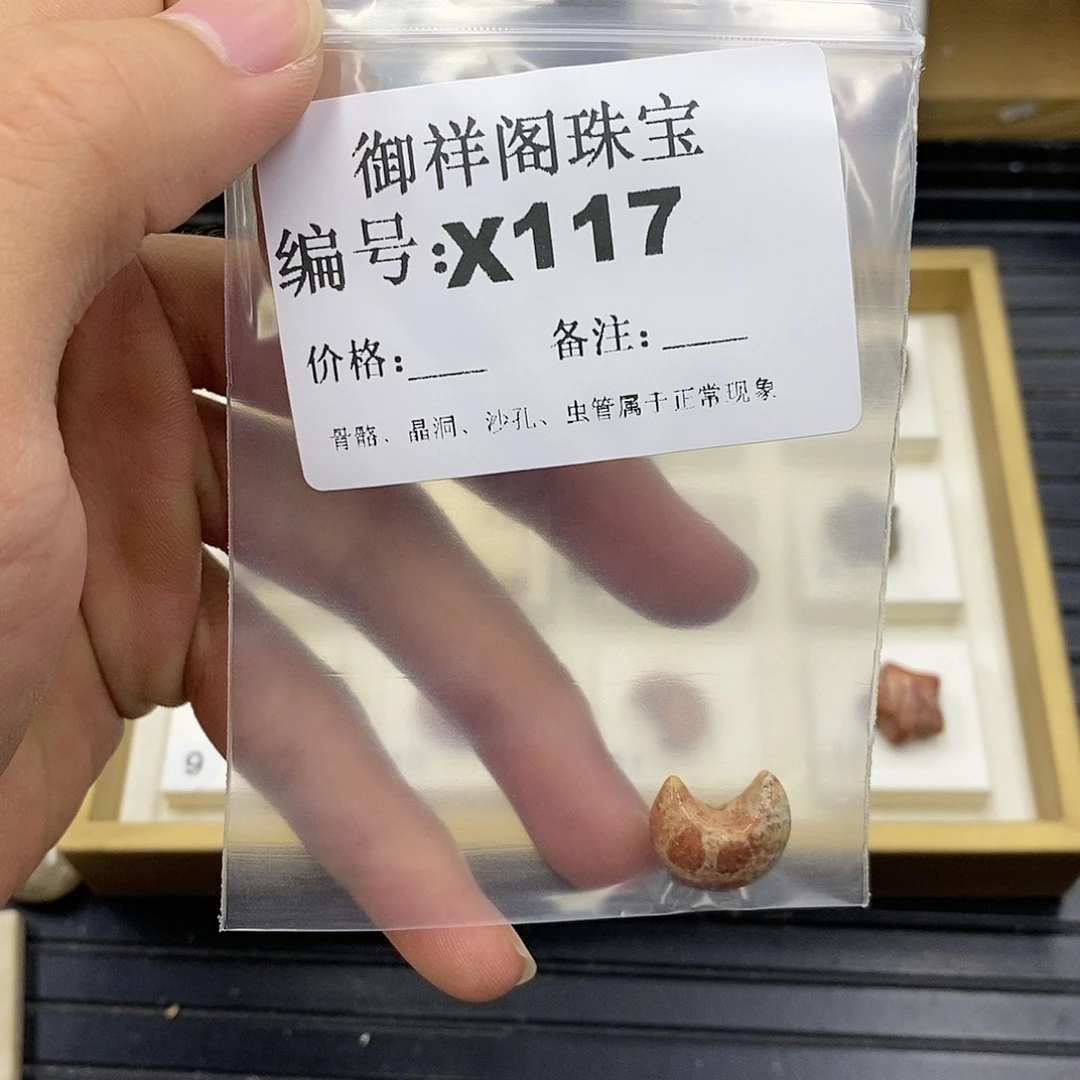 御祥阁珠宝
编号:X117
价格:____ 备注:____
骨骼、晶洞、沙孔、虫管属于正常现象
9